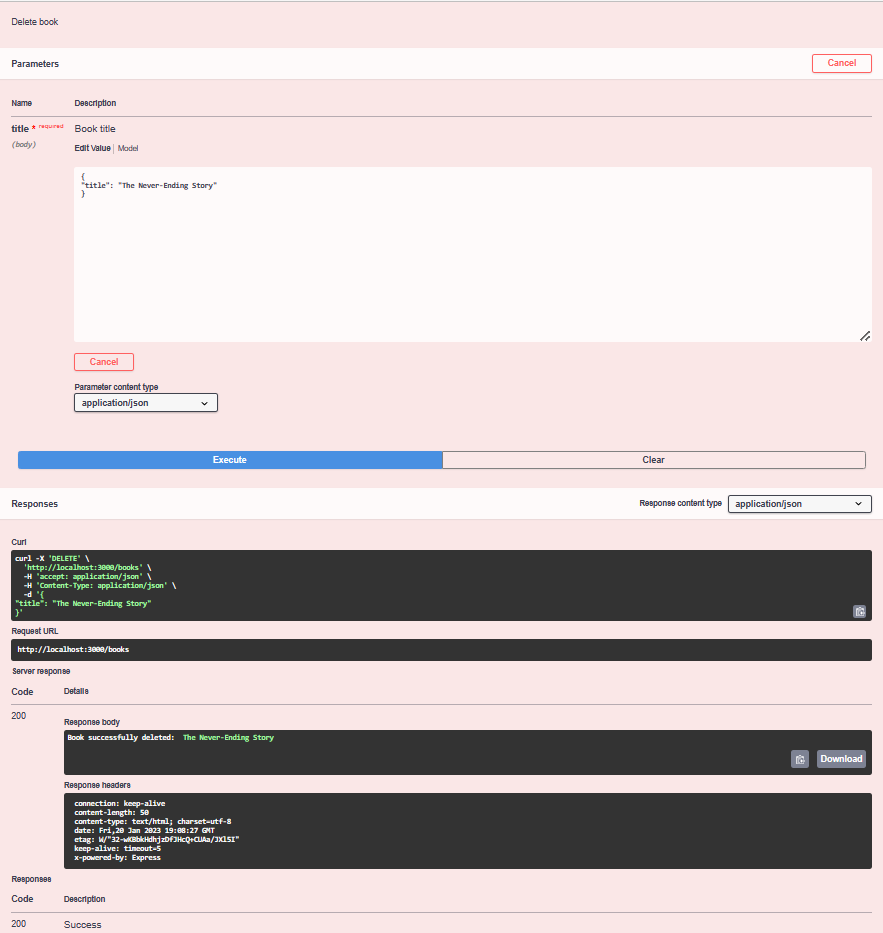 Delete book
Parameters
Cancel
Name Description
title * required Book title
(body)
Edit Value | Model
{
"title": "The Never-Ending Story"
}
Cancel
Parameter content type
application/json
Execute Clear
Responses Response content type application/json
Curl
curl -X 'DELETE' \
'http://localhost:3000/books' \
-H 'accept: application/json' \
-H 'Content-Type: application/json' \
-d '{
"title": "The Never-Ending Story"
}'
Request URL
http://localhost:3000/books
Server response
Code Details
200
Response body
Book successfully deleted: The Never-Ending Story
Download
Response headers
connection: keep-alive
content-length: 50
content-type: text/html; charset=utf-8
date: Fri,20 Jan 2023 19:08:27 GMT
etag: W/"32-wKBbkHdhjzDfJHcQ+CUAa/JXl5I"
keep-alive: timeout=5
x-powered-by: Express
Responses
Code Description
200 Success